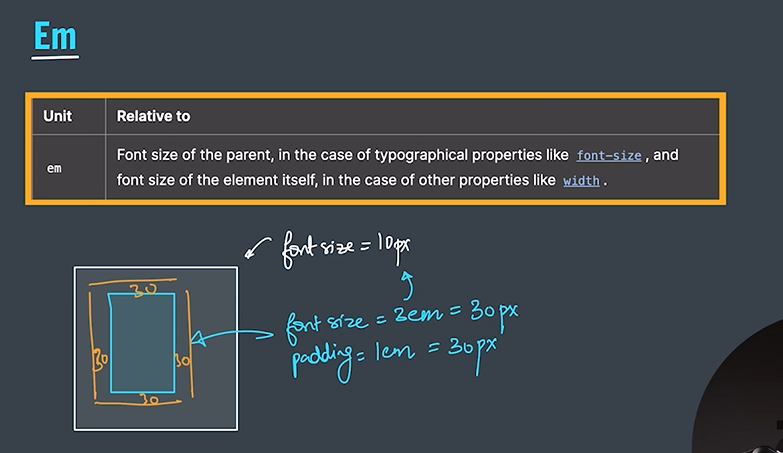 Em
Unit Relative to
em
Font size of the parent, in the case of typographical properties like font-size, and
font size of the element itself, in the case of other properties like width.
font size = 10px
font size = 3em = 30px
padding = 1em = 30px
30
30 30
30